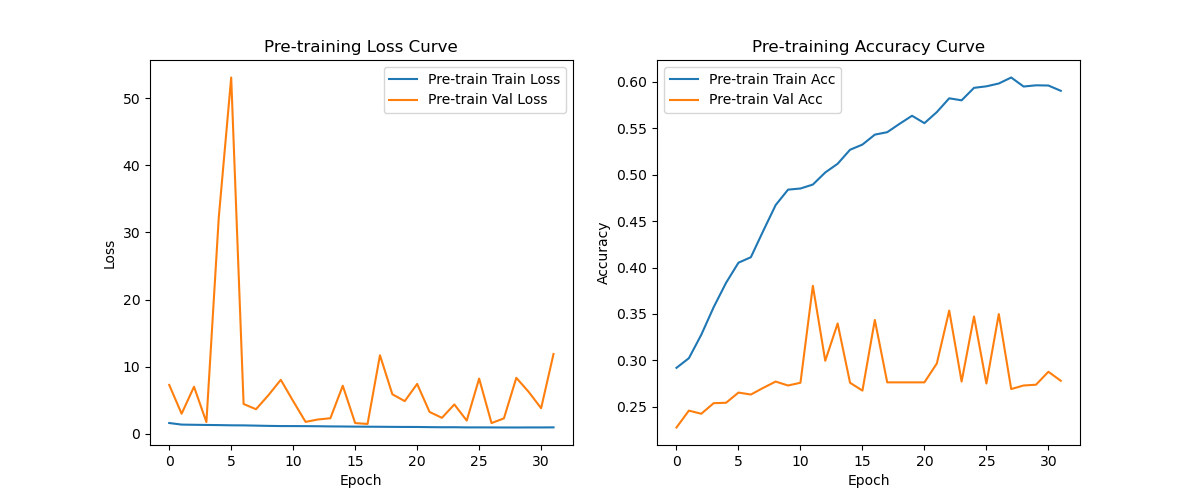 Pre-training Loss Curve
Pre-train Train Loss
Pre-train Val Loss
50
40
30
20
10
0
Loss
0 5 10 15 20 25 30
Epoch
Pre-training Accuracy Curve
Pre-train Train Acc
Pre-train Val Acc
0.60
0.55
0.50
0.45
0.40
0.35
0.30
0.25
Accuracy
0 5 10 15 20 25 30
Epoch